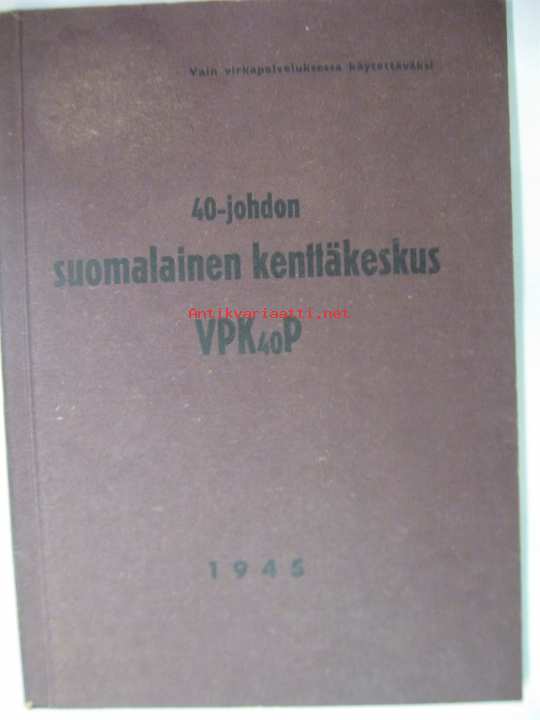 Vain virkapalveluksessa käytettäväksi
40-johdon
suomalainen kenttäkeskus
Antikvariaatti.net
VPK40P
1945